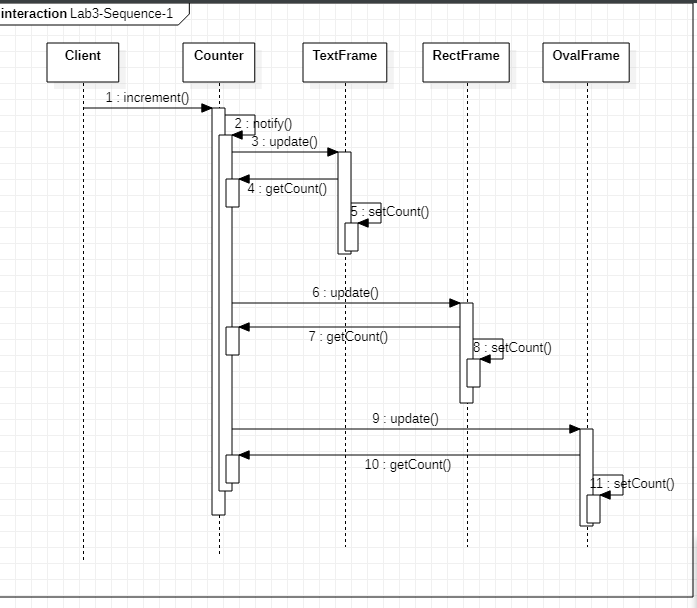 interaction Lab3-Sequence-1
Client
Counter
TextFrame
RectFrame
OvalFrame
1 : increment()
2 : notify()
3 : update()
4 : getCount()
5 : setCount()
6 : update()
7 : getCount()
8 : setCount()
9 : update()
10 : getCount()
11 : setCount()